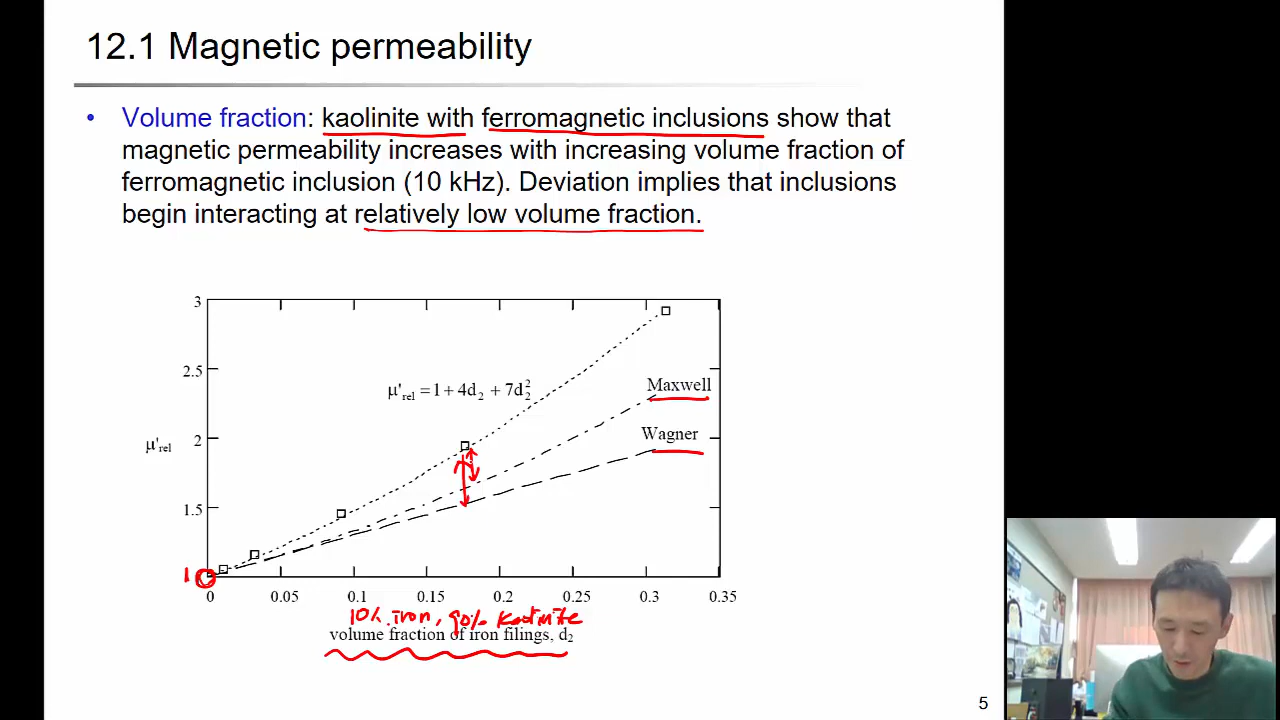 12.1 Magnetic permeability
• Volume fraction: kaolinite with ferromagnetic inclusions show that
magnetic permeability increases with increasing volume fraction of
ferromagnetic inclusion (10 kHz). Deviation implies that inclusions
begin interacting at relatively low volume fraction.
3
2.5
μ'rel = 1 + 4d2 + 7d2^2
Maxwell
Wagner
μ'rel 2
1.5
1
0 0.05 0.1 0.15 0.2 0.25 0.3 0.35
10% iron, 90% kaolinite
volume fraction of iron filings, d2
5